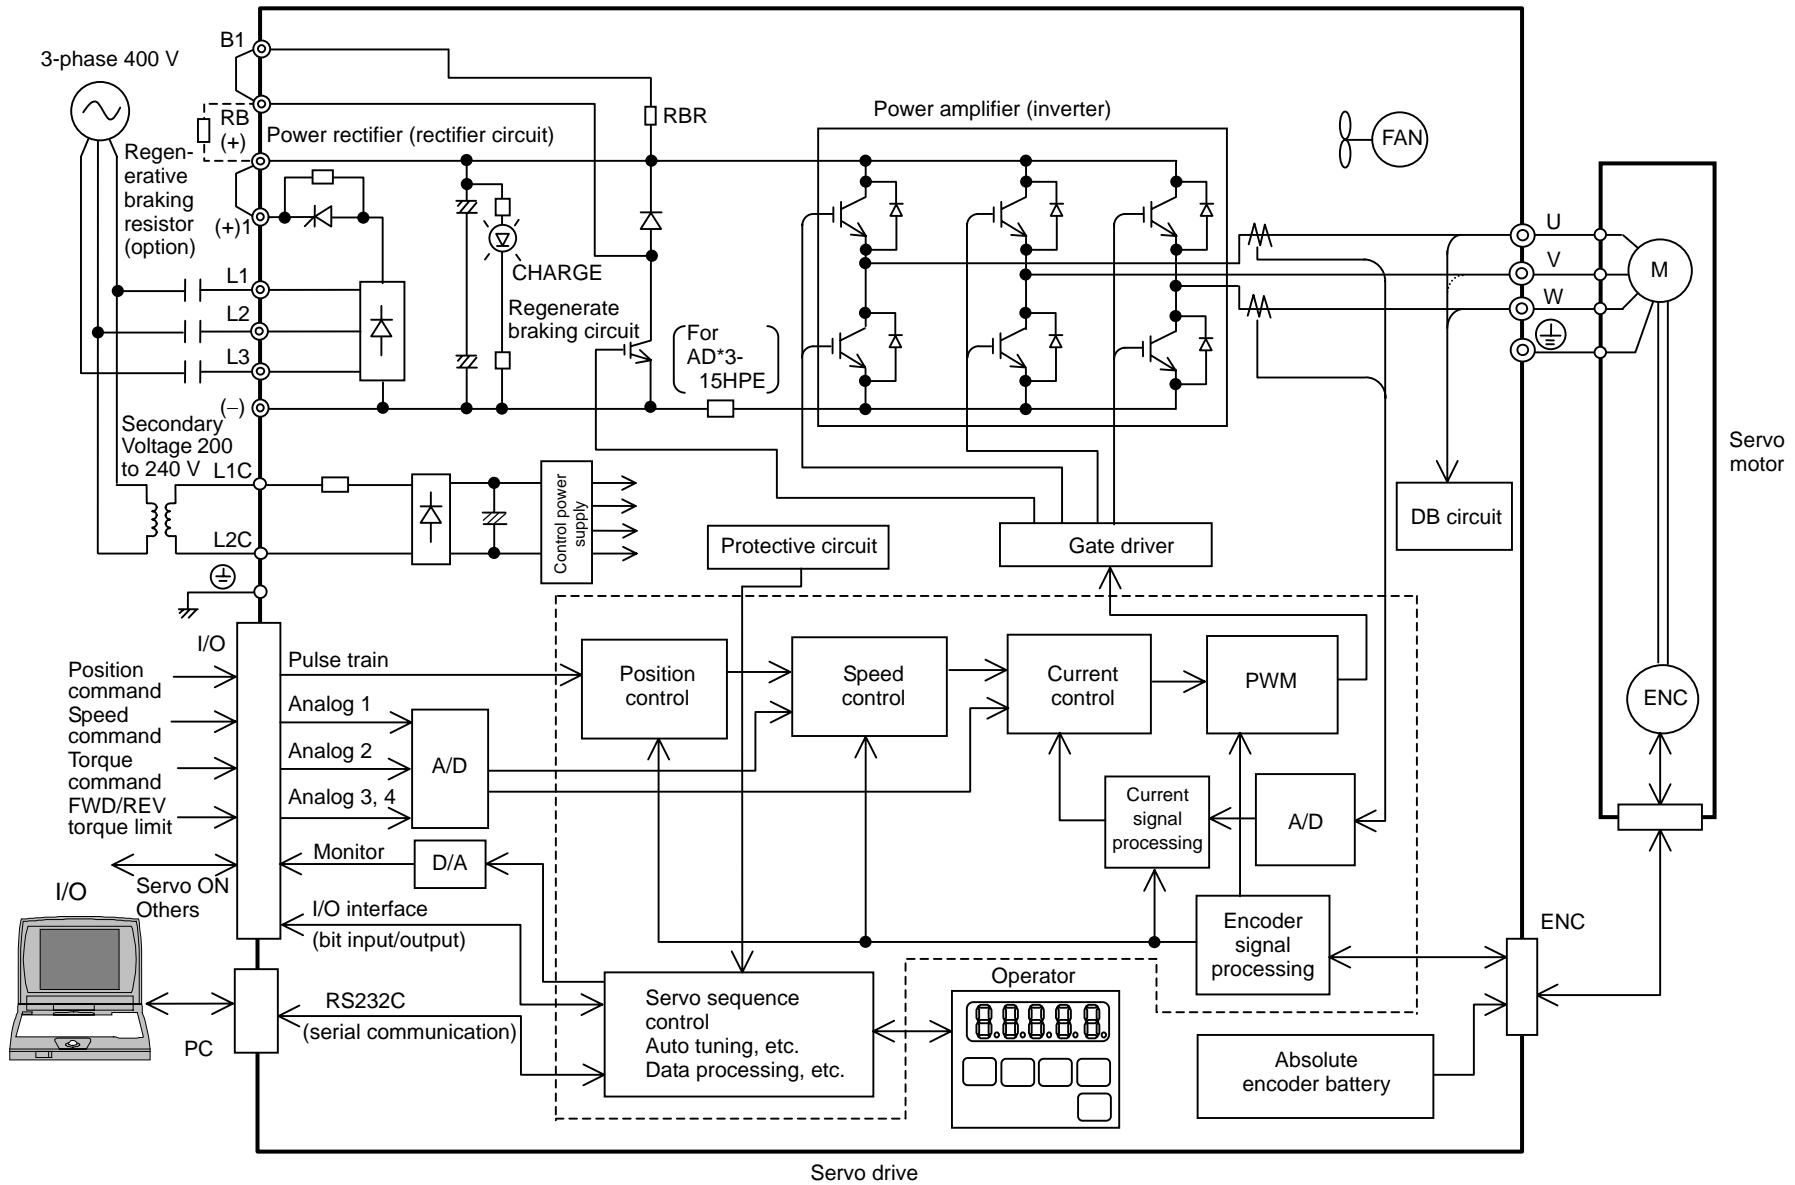 B1
3-phase 400 V
RB
(+)
RBR
Power amplifier (inverter)
FAN
Power rectifier (rectifier circuit)
Regen-
erative
braking
resistor
(option)
(+)1
U
V
W
M
CHARGE
L1
L2
L3
Regenerate
braking circuit
For
AD*3-
15HPE
(−)
Secondary
Voltage 200
to 240 V
L1C
L2C
Control power
supply
Servo
motor
DB circuit
Protective circuit
Gate driver
I/O
Position
command
Speed
command
Torque
command
FWD/REV
torque limit
Pulse train
Analog 1
Analog 2
Analog 3, 4
A/D
Position
control
Speed
control
Current
control
PWM
ENC
Current
signal
processing
A/D
Monitor
D/A
Servo ON
Others
I/O
I/O interface
(bit input/output)
Encoder
signal
processing
ENC
PC
RS232C
(serial communication)
Servo sequence
control
Auto tuning, etc.
Data processing, etc.
Operator
8.8.8.8.8.
Absolute
encoder battery
Servo drive